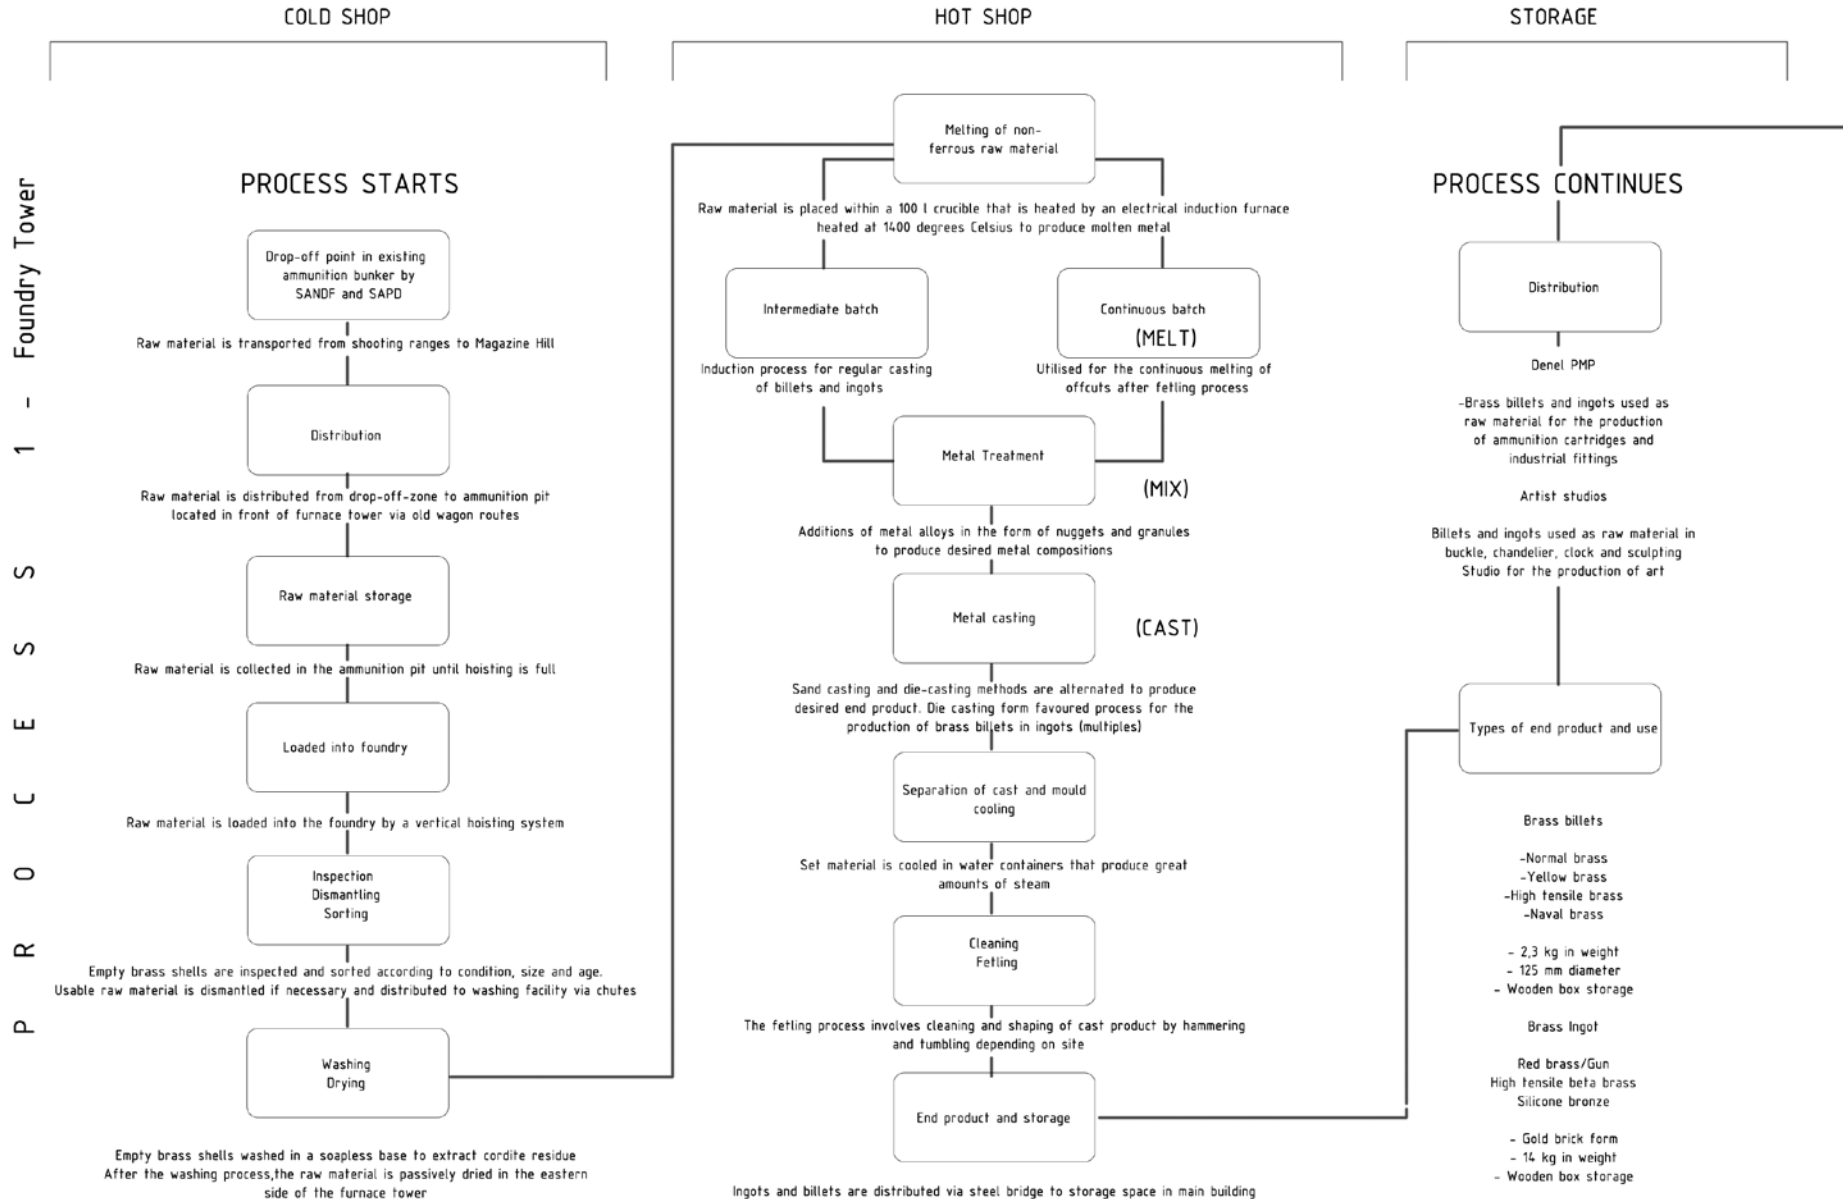 COLD SHOP
HOT SHOP
STORAGE
PROCESS 1 - Foundry Tower
PROCESS STARTS
Drop-off point in existing
ammunition bunker by
SANDF and SAPD
Raw material is transported from shooting ranges to Magazine Hill
Distribution
Raw material is distributed from drop-off-zone to ammunition pit
located in front of furnace tower via old wagon routes
Raw material storage
Raw material is collected in the ammunition pit until hoisting is full
Loaded into foundry
Raw material is loaded into the foundry by a vertical hoisting system
Inspection
Dismantling
Sorting
Empty brass shells are inspected and sorted according to condition, size and age.
Usable raw material is dismantled if necessary and distributed to washing facility via chutes
Washing
Drying
Empty brass shells washed in a soapless base to extract cordite residue
After the washing process,the raw material is passively dried in the eastern
side of the furnace tower
Melting of non-
ferrous raw material
Raw material is placed within a 100 l crucible that is heated by an electrical induction furnace
heated at 1400 degrees Celsius to produce molten metal
Intermediate batch
Induction process for regular casting
of billets and ingots
Continuous batch
(MELT)
Utilised for the continuous melting of
offcuts after fetling process
Metal Treatment
(MIX)
Additions of metal alloys in the form of nuggets and granules
to produce desired metal compositions
Metal casting
(CAST)
Sand casting and die-casting methods are alternated to produce
desired end product. Die casting form favoured process for the
production of brass billets in ingots (multiples)
Separation of cast and mould
cooling
Set material is cooled in water containers that produce great
amounts of steam
Cleaning
Fetling
The fetling process involves cleaning and shaping of cast product by hammering
and tumbling depending on site
End product and storage
Ingots and billets are distributed via steel bridge to storage space in main building
PROCESS CONTINUES
Distribution
Denel PMP
-Brass billets and ingots used as
raw material for the production
of ammunition cartridges and
industrial fittings
Artist studios
Billets and ingots used as raw material in
buckle, chandelier, clock and sculpting
Studio for the production of art
Types of end product and use
Brass billets
-Normal brass
-Yellow brass
-High tensile brass
-Naval brass
- 2,3 kg in weight
- 125 mm diameter
- Wooden box storage
Brass Ingot
Red brass/Gun
High tensile beta brass
Silicone bronze
- Gold brick form
- 14 kg in weight
- Wooden box storage